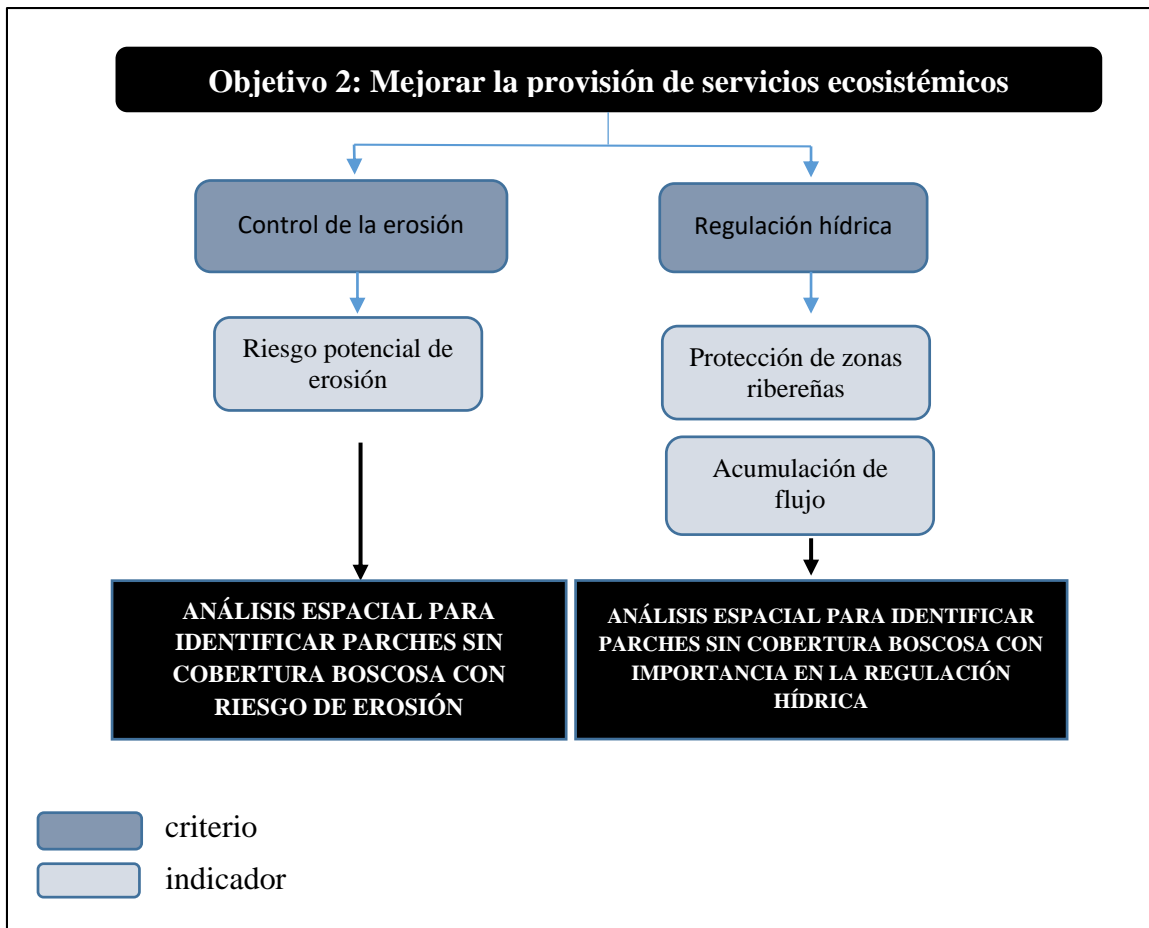 Objetivo 2: Mejorar la provisión de servicios ecosistémicos
Control de la erosión
Regulación hídrica
Riesgo potencial de
erosión
Protección de zonas
ribereñas
Acumulación de
flujo
ANÁLISIS ESPACIAL PARA
IDENTIFICAR PARCHES SIN
COBERTURA BOSCOSA CON
RIESGO DE EROSIÓN
ANÁLISIS ESPACIAL PARA IDENTIFICAR
PARCHES SIN COBERTURA BOSCOSA CON
IMPORTANCIA EN LA REGULACIÓN
HÍDRICA
criterio
indicador